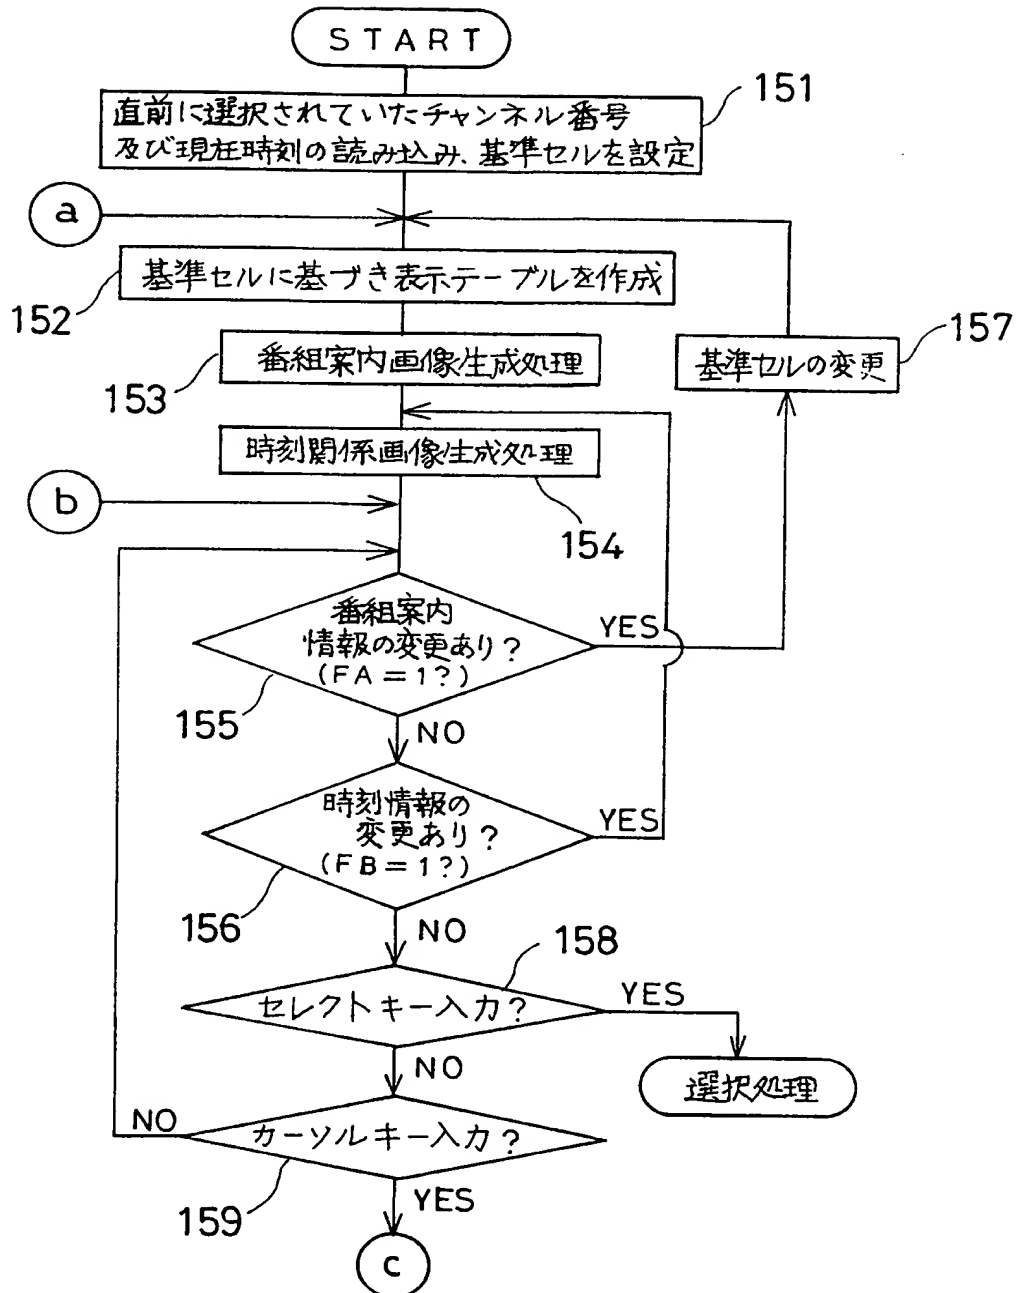 START
151
直前に選択されていたチャンネル番号
及び現在時刻の読み込み、基準セルを設定
a
基準セルに基づき表示テーブルを作成
152
157
基準セルの変更
番組案内画像生成処理
153
時刻関係画像生成処理
b
154
番組案内
情報の変更あり?
(FA=1?)
YES
155
NO
時刻情報の
変更あり?
(FB=1?)
YES
156
NO
158
セレクトキー入力?
YES
NO
選択処理
NO
カーソルキー入力?
159
YES
c